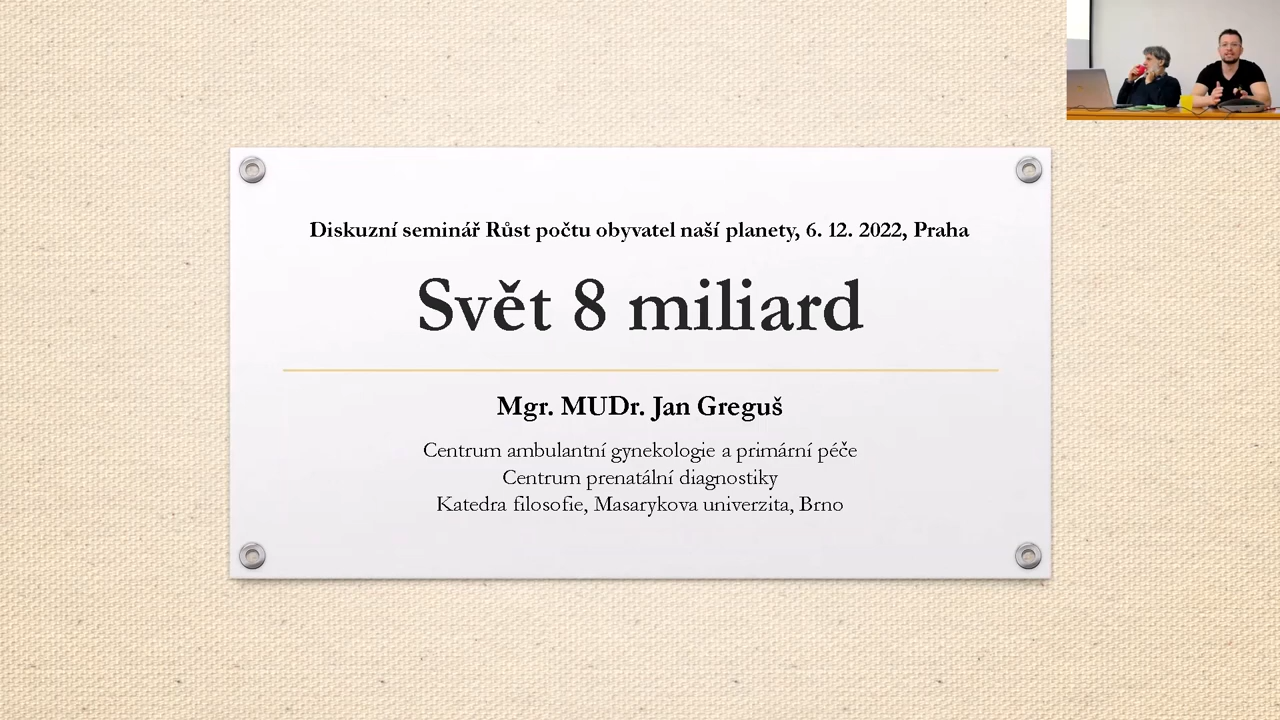 Diskuzní seminář Růst počtu obyvatel naší planety, 6. 12. 2022, Praha
Svět 8 miliard
Mgr. MUDr. Jan Greguš
Centrum ambulantní gynekologie a primární péče
Centrum prenatální diagnostiky
Katedra filosofie, Masarykova univerzita, Brno